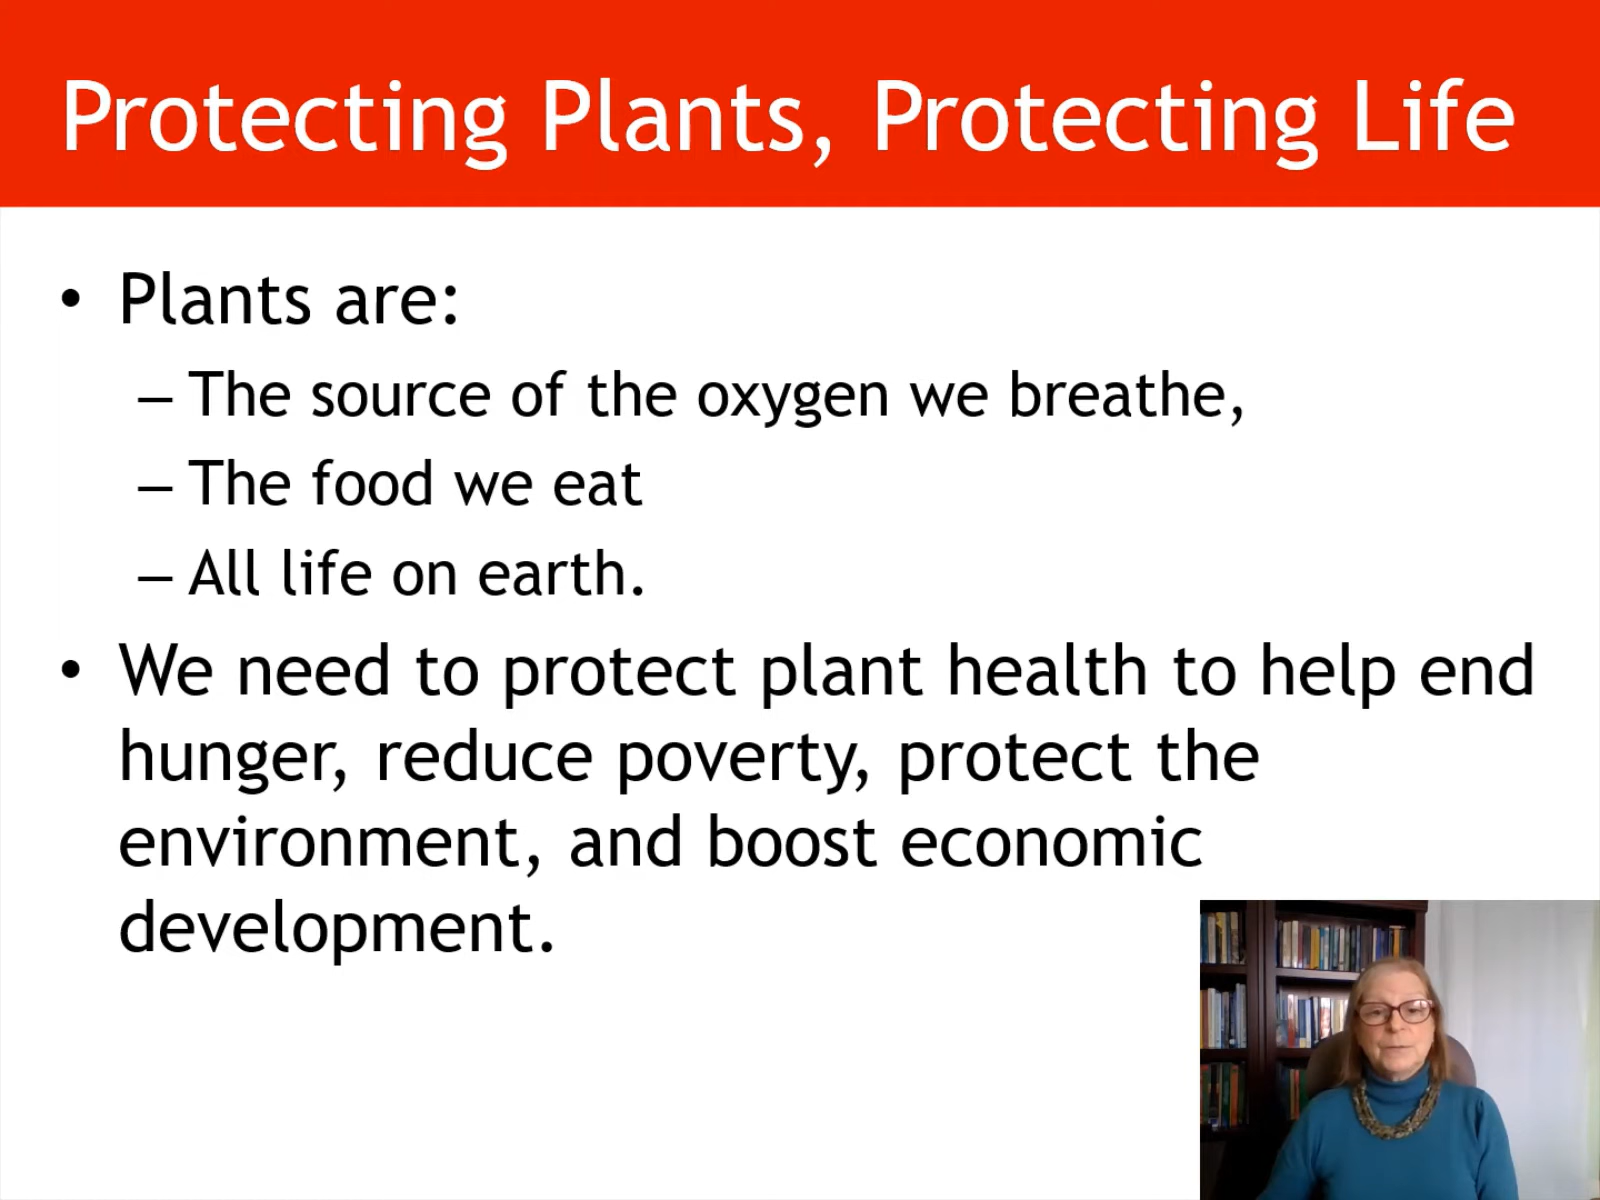 Protecting Plants, Protecting Life
• Plants are:
– The source of the oxygen we breathe,
– The food we eat
– All life on earth.
• We need to protect plant health to help end
hunger, reduce poverty, protect the
environment, and boost economic
development.